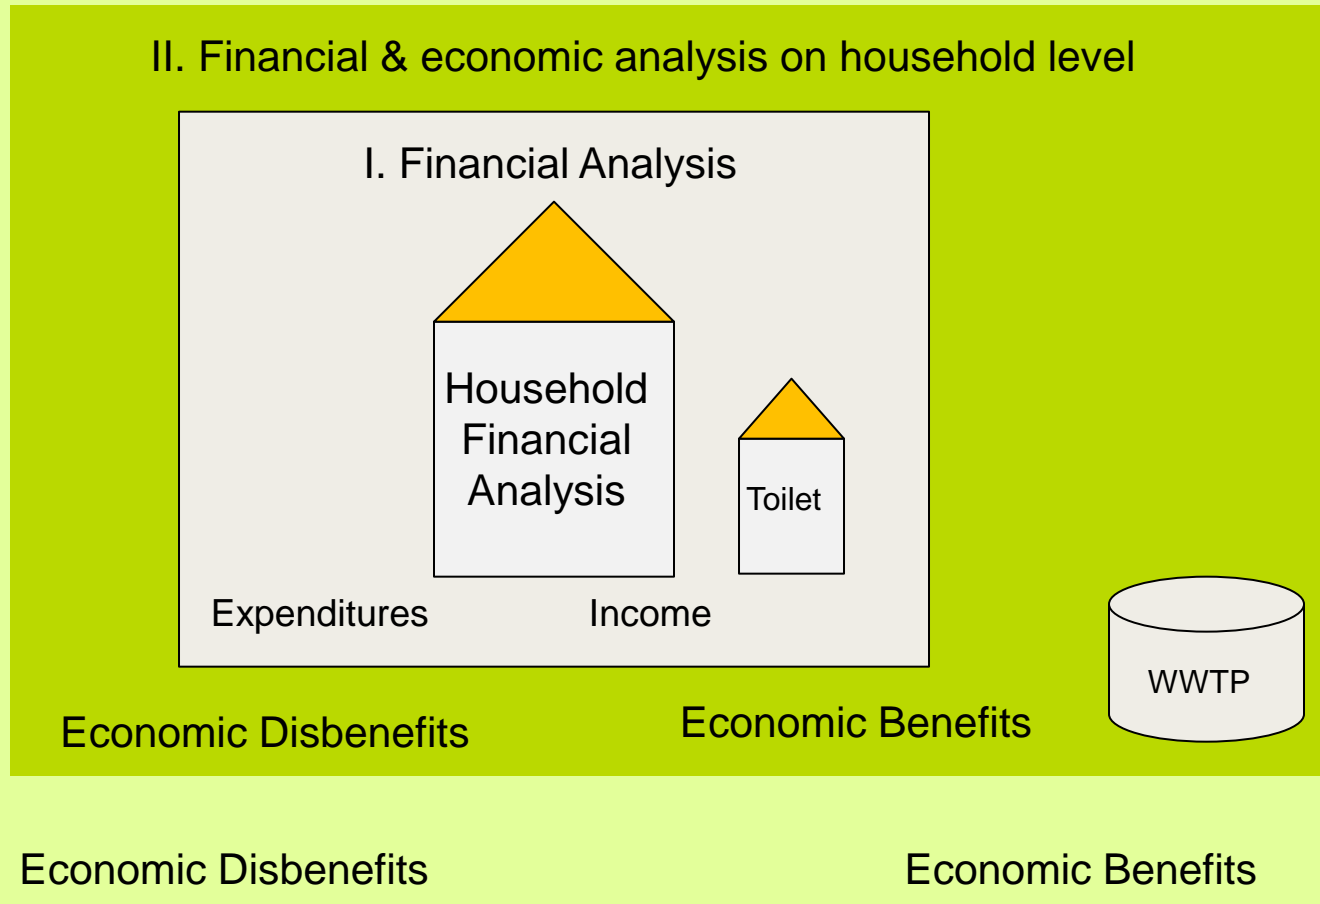 II. Financial & economic analysis on household level
I. Financial Analysis
Household
Financial
Analysis
Toilet
Expenditures
Income
WWTP
Economic Disbenefits
Economic Benefits
Economic Disbenefits
Economic Benefits